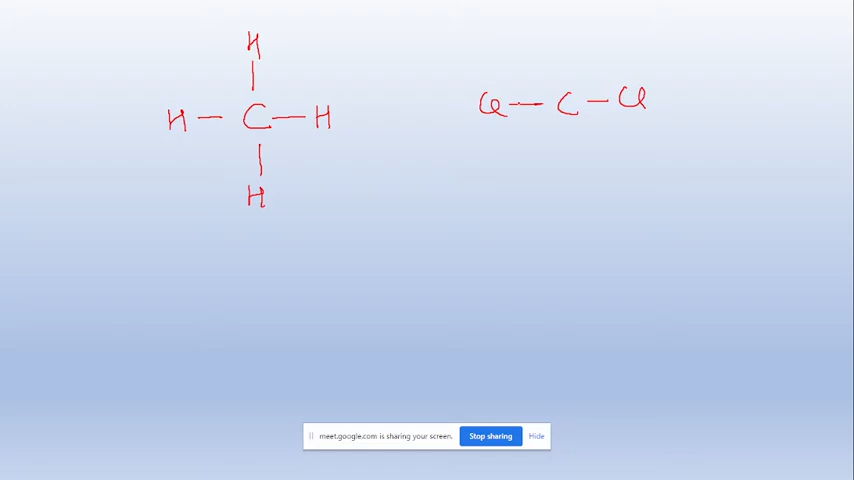 H
H - C - H
H
Cl - C - Cl
meet.google.com is sharing your screen. Stop sharing Hide